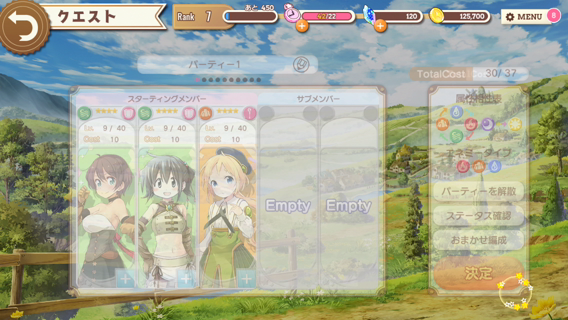 クエスト
Rank 7
あと 450
42/22
120
125,700
MENU
8
パーティー1
TotalCost 30/ 37
スターティングメンバー
サブメンバー
Lv. 9 / 40
Cost 10
Lv. 9 / 40
Cost 10
Lv. 9 / 40
Cost 10
Empty
Empty
パーティーを解散
ステータス確認
おまかせ編成
決定